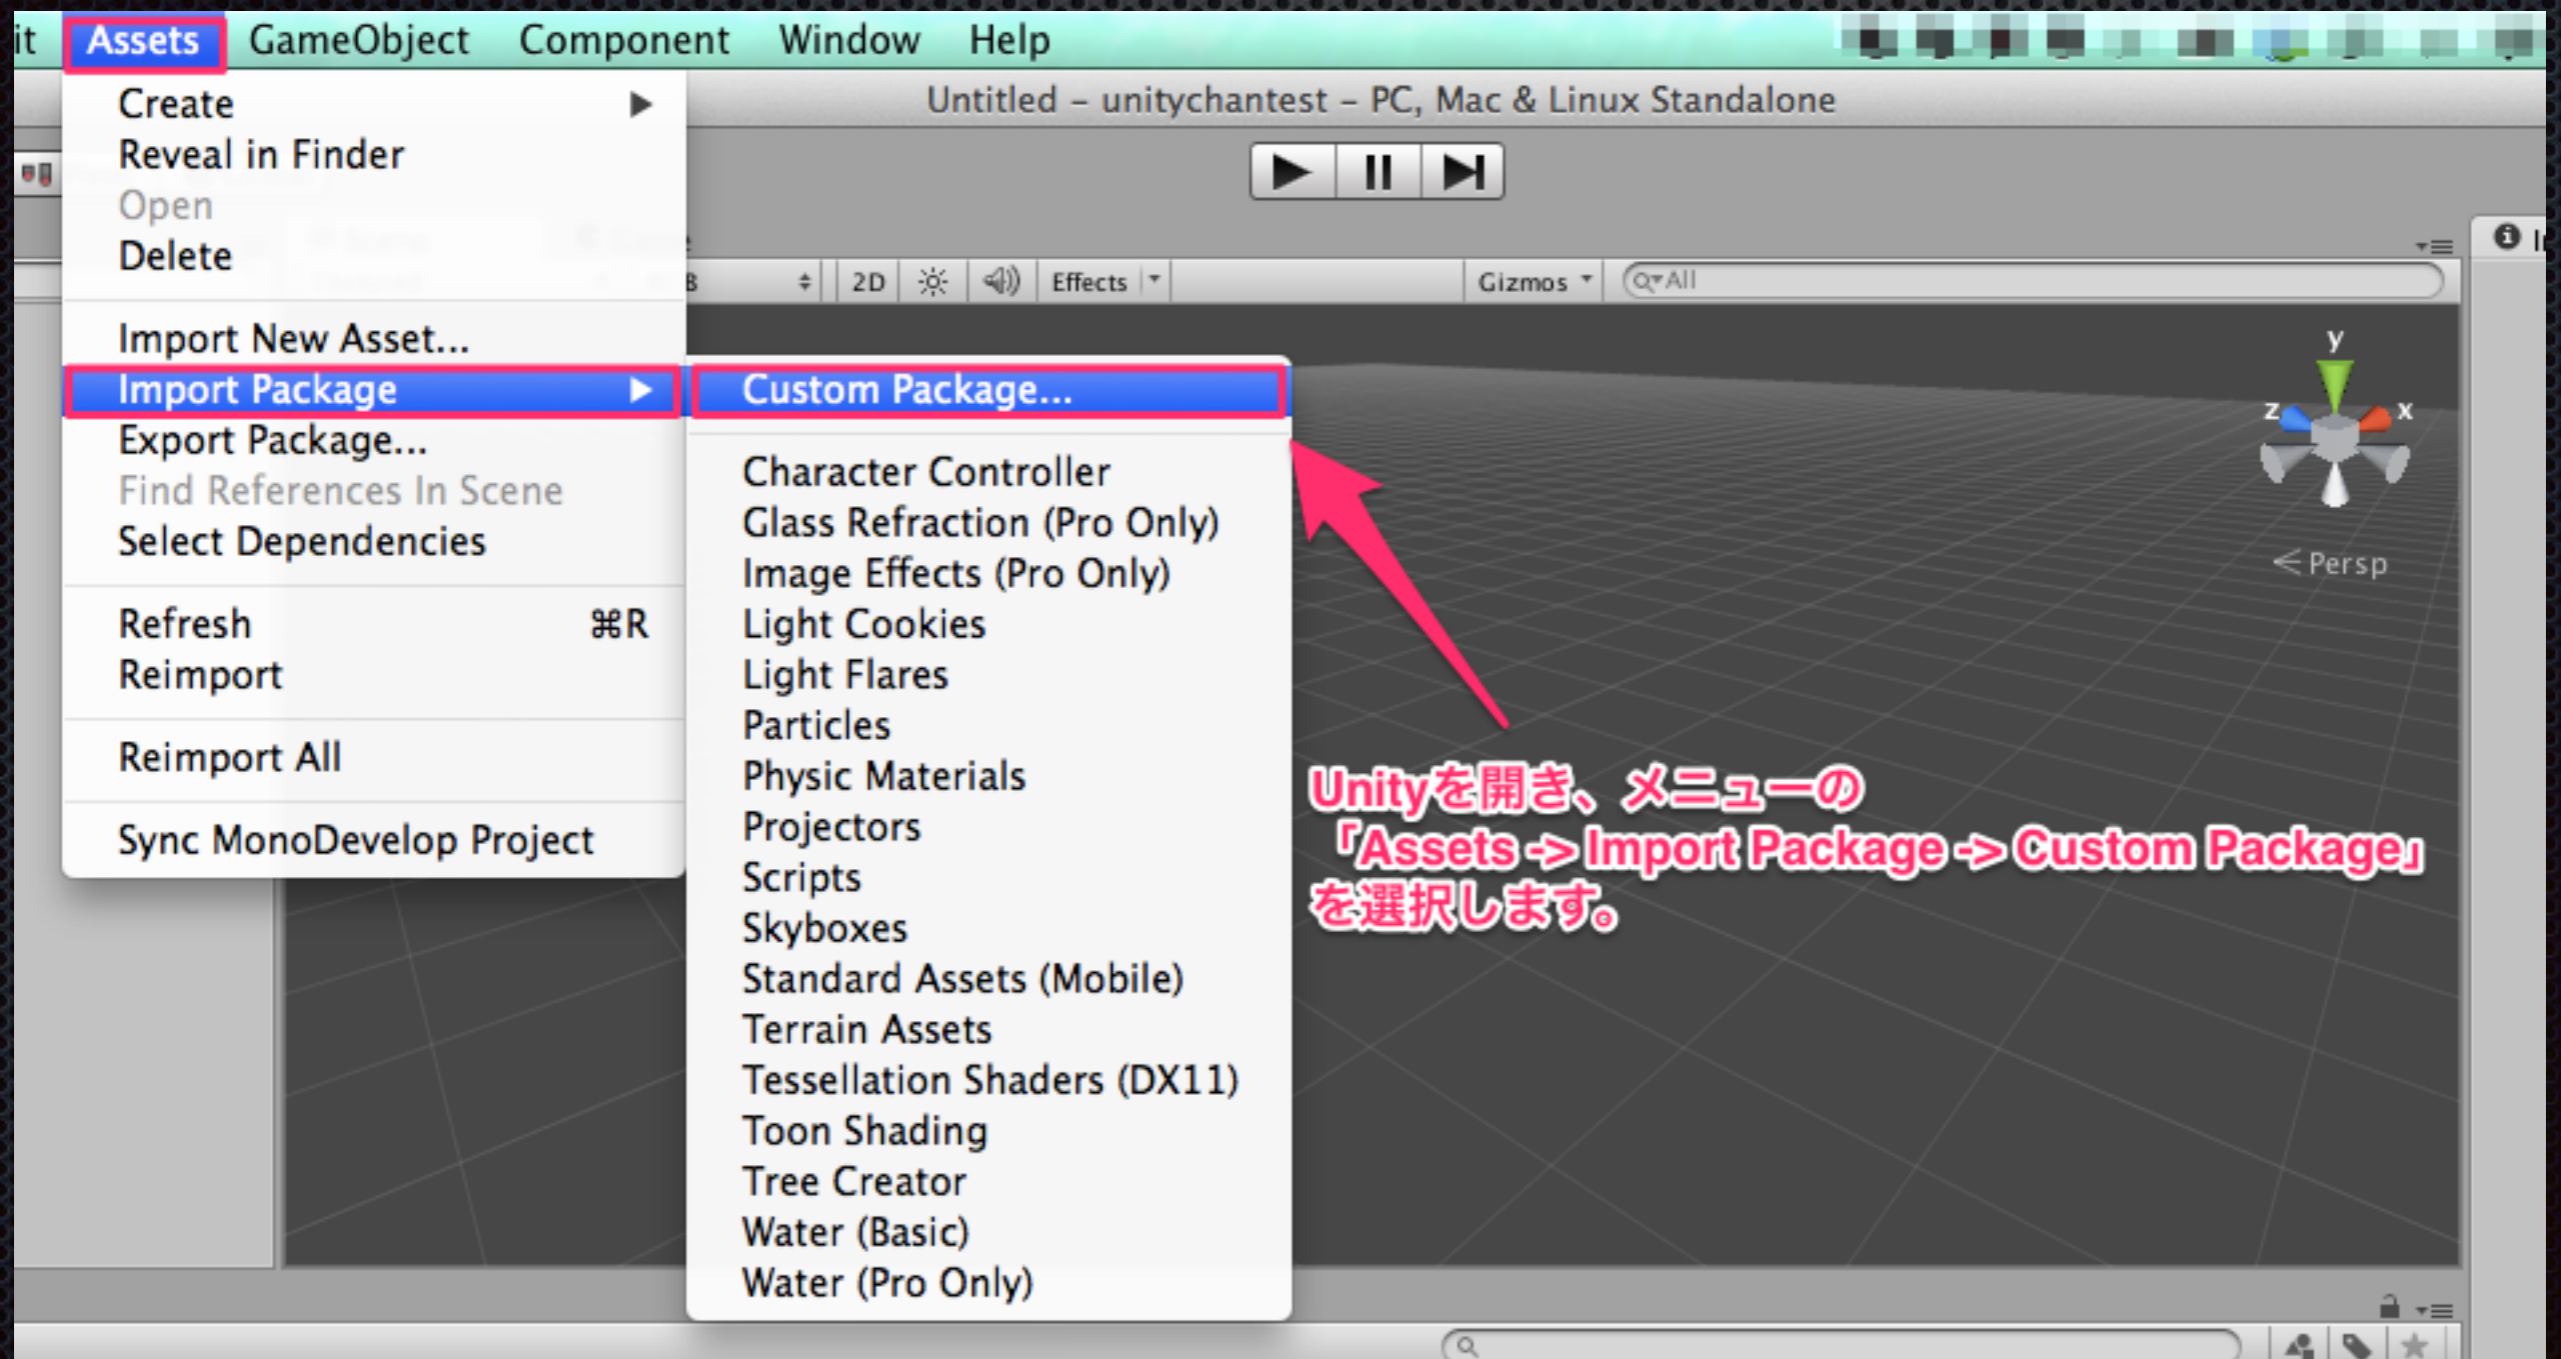 Assets GameObject Component Window Help
Untitled – unitychantest – PC, Mac & Linux Standalone
Create
Reveal in Finder
Open
Delete
2D Effects Gizmos All
Import New Asset...
Import Package
Export Package...
Find References In Scene
Select Dependencies
Refresh ⌘R
Reimport
Reimport All
Sync MonoDevelop Project
Custom Package...
Character Controller
Glass Refraction (Pro Only)
Image Effects (Pro Only)
Light Cookies
Light Flares
Particles
Physic Materials
Projectors
Scripts
Skyboxes
Standard Assets (Mobile)
Terrain Assets
Tessellation Shaders (DX11)
Toon Shading
Tree Creator
Water (Basic)
Water (Pro Only)
y
z x
Persp
Unityを開き、メニューの
「Assets -> Import Package -> Custom Package」
を選択します。